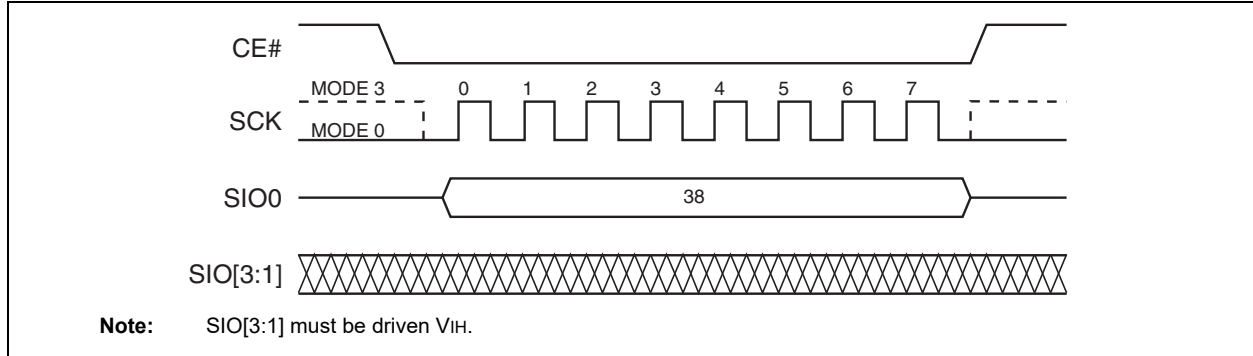 CE#
MODE 3 0 1 2 3 4 5 6 7
SCK
MODE 0
SIO0 38
SIO[3:1]
Note: SIO[3:1] must be driven VIH.